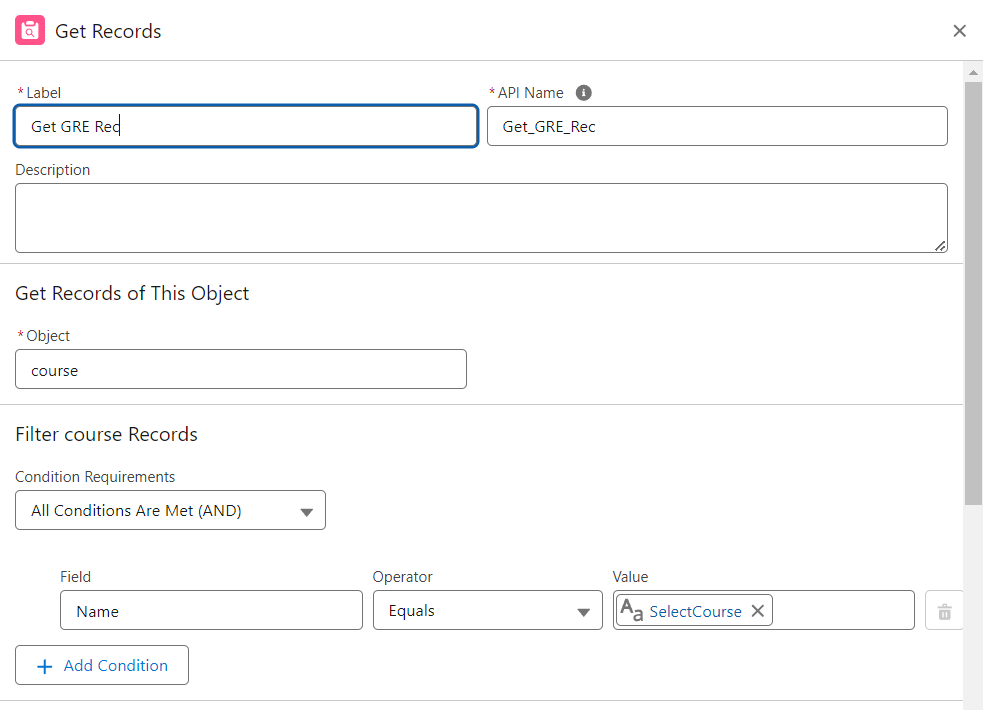 Get Records
* Label
* API Name
Get GRE Rec
Get_GRE_Rec
Description
Get Records of This Object
* Object
course
Filter course Records
Condition Requirements
All Conditions Are Met (AND)
Field
Operator
Value
Name
Equals
Aa SelectCourse
Add Condition